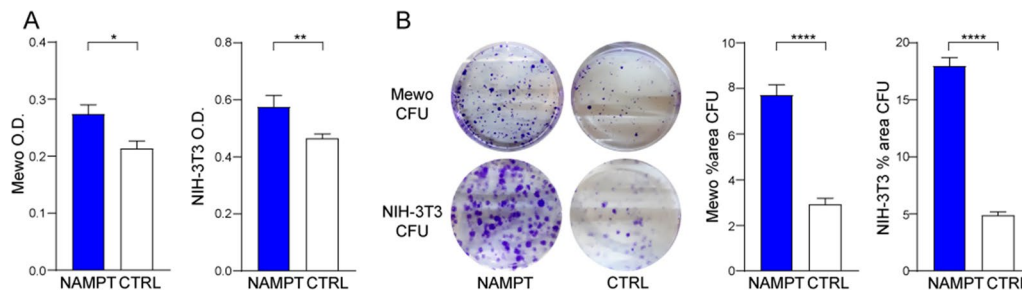 A
Mewo O.D.
0.4
0.3
0.2
0.1
0.0
*
NAMPT CTRL
NIH-3T3 O.D.
0.8
0.6
0.4
0.2
0.0
**
NAMPT CTRL
B
Mewo
CFU
NIH-3T3
CFU
NAMPT
CTRL
Mewo %area CFU
10
8
6
4
2
0
****
NAMPT CTRL
NIH-3T3 % area CFU
20
15
10
5
0
****
NAMPT CTRL